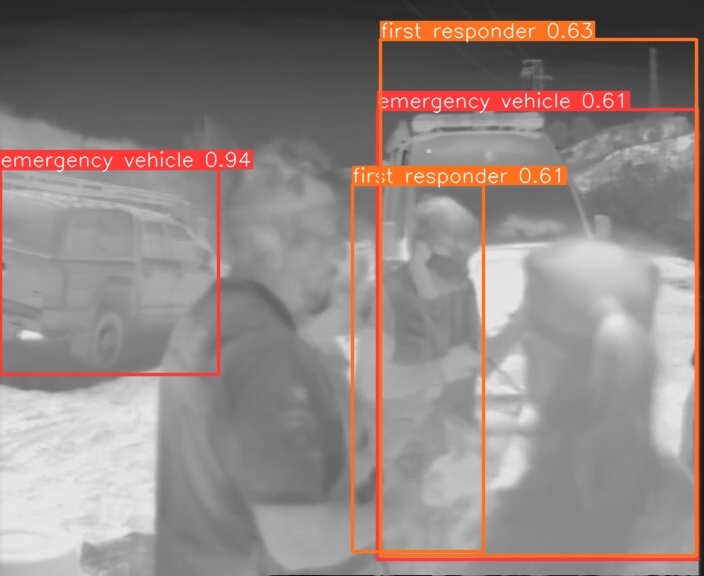 first responder 0.63
emergency vehicle 0.61
emergency vehicle 0.94
first responder 0.61